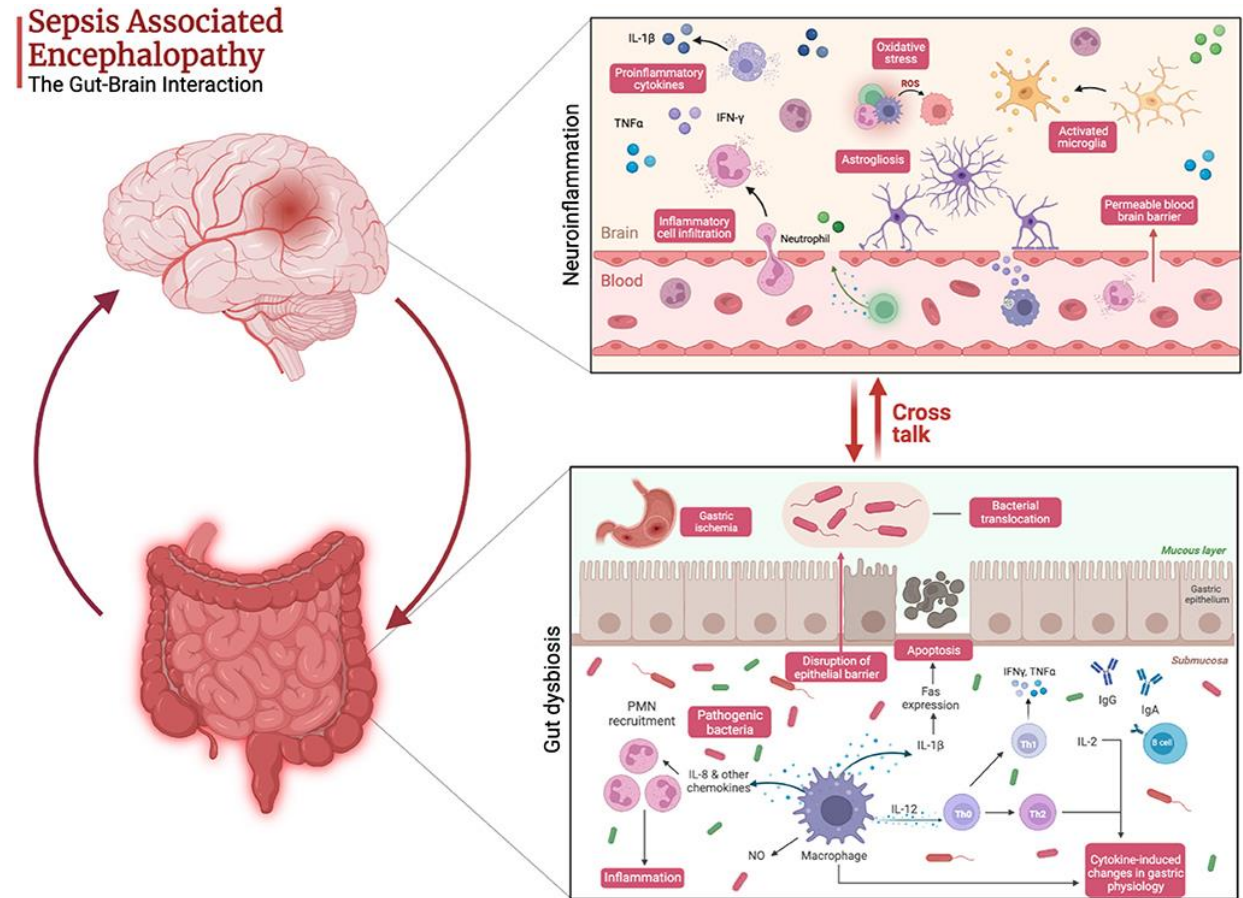 Sepsis Associated
Encephalopathy
The Gut-Brain Interaction
Neuroinflammation
IL-1β
Proinflammatory
cytokines
Oxidative
stress
ROS
TNFα
IFN-γ
Activated
microglia
Astrogliosis
Inflammatory
cell infiltration
Neutrophil
Permeable blood
brain barrier
Brain
Blood
Cross
talk
Gut dysbiosis
Gastric
ischemia
Bacterial
translocation
Mucous layer
Gastric
epithelium
Disruption of
epithelial barrier
Apoptosis
Submucosa
Fas
expression
IFNγ, TNFα
IgG
IgA
PMN
recruitment
Pathogenic
bacteria
IL-1β
Th1
IL-2
B cell
IL-8 & other
chemokines
IL-12
Th0
Th2
NO
Macrophage
Inflammation
Cytokine-induced
changes in gastric
physiology